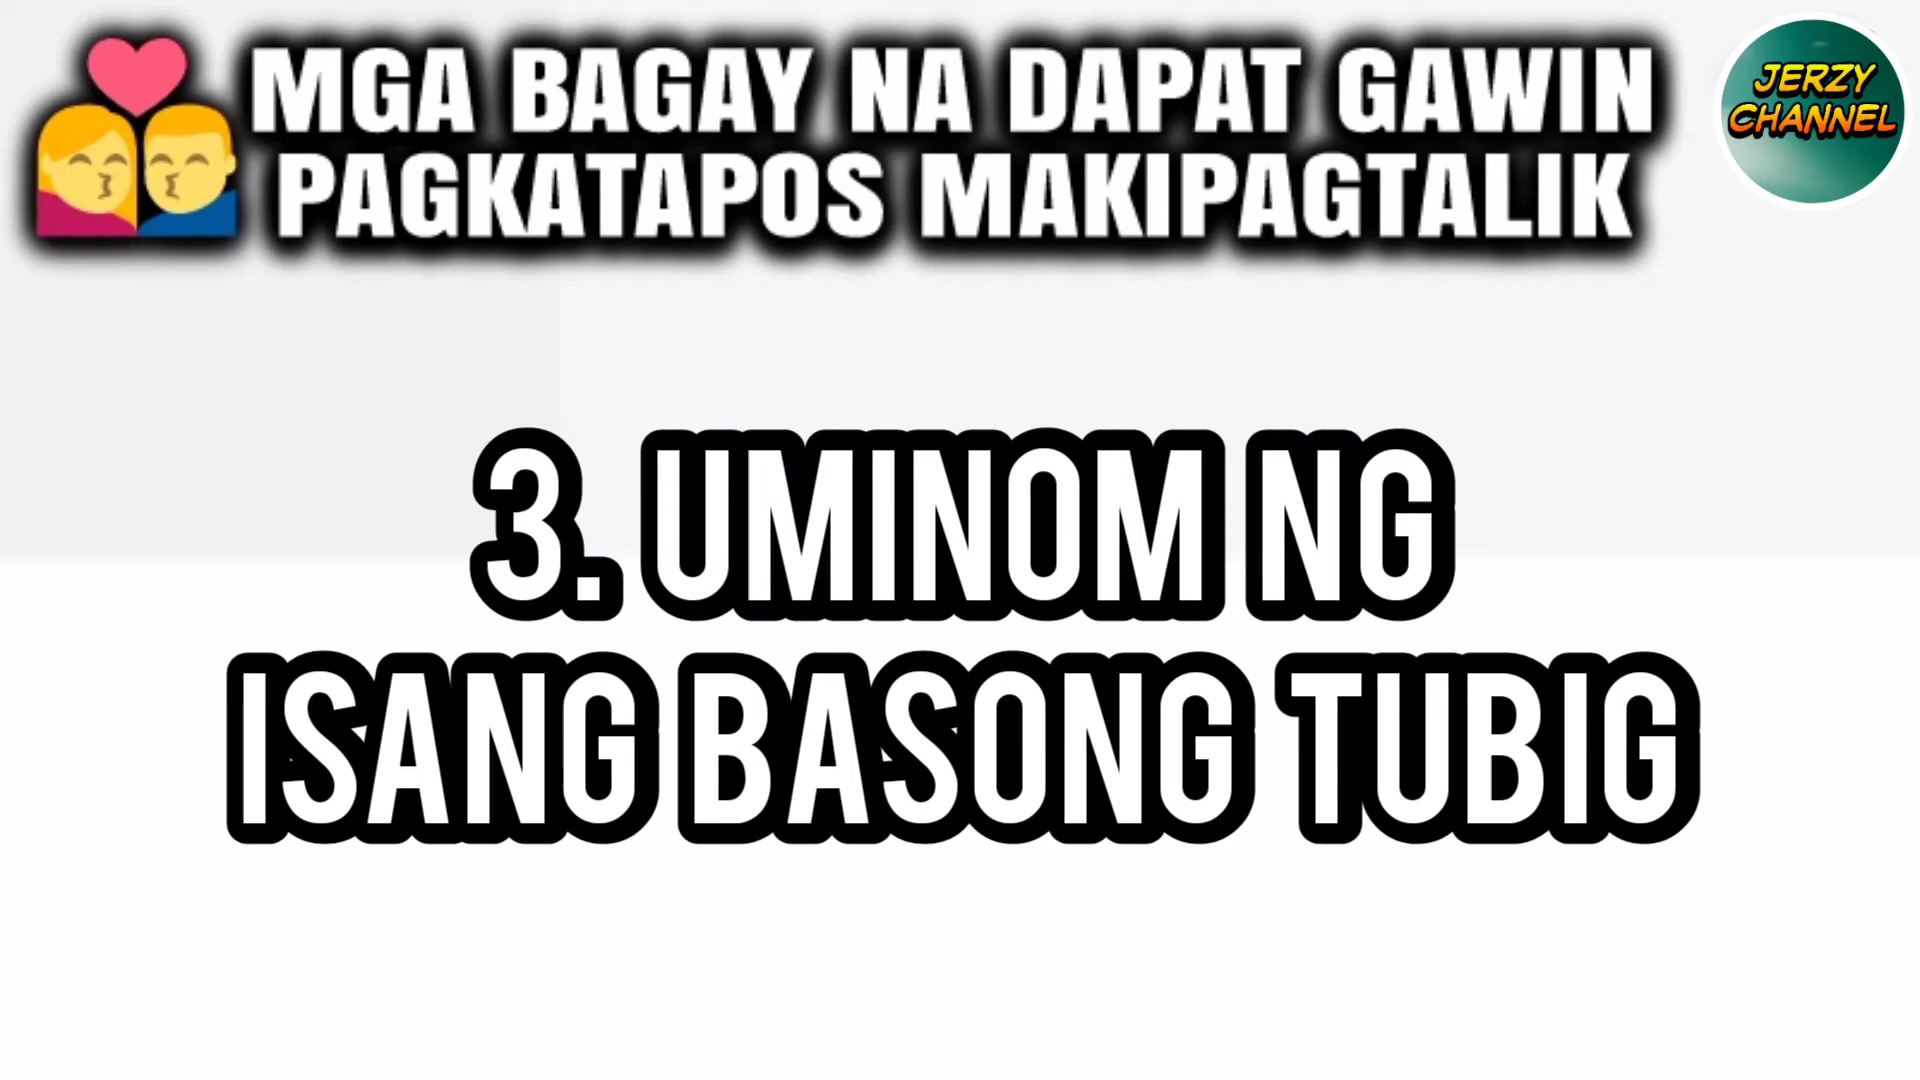 MGA BAGAY NA DAPAT GAWIN
PAGKATAPOS MAKIPAGTALIK
JERZY
CHANNEL
3. UMINOM NG
ISANG BASONG TUBIG